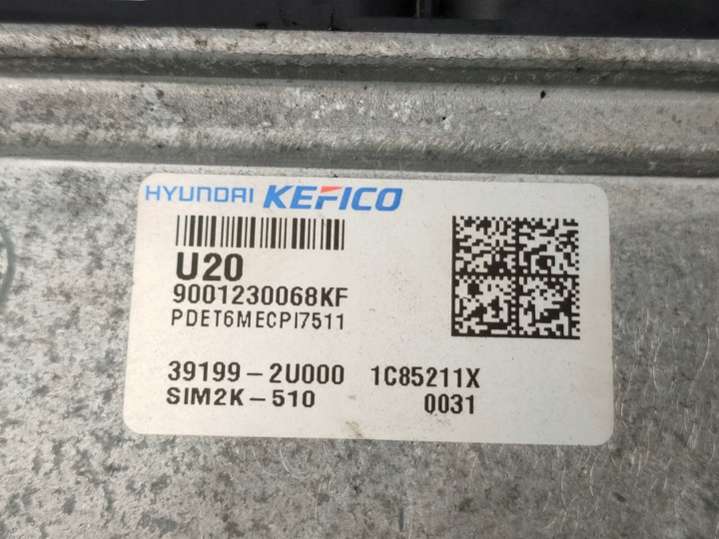 HYUNDAI KEFICO
U20
9001230068KF
PDET6MECPI7511
39199-2U000 1C85211X
SIM2K-510 0031